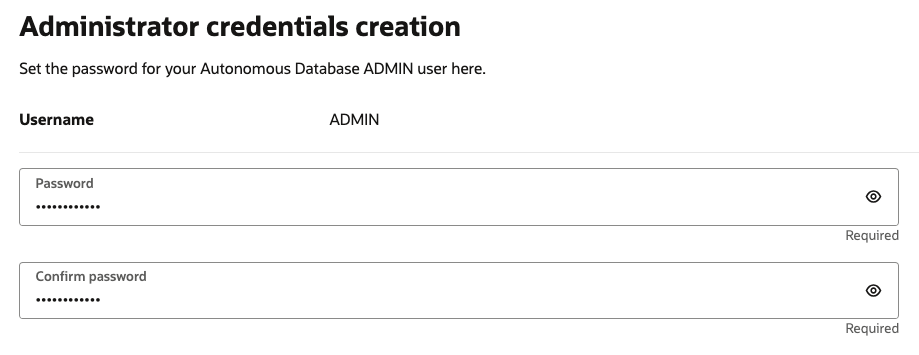 Administrator credentials creation
Set the password for your Autonomous Database ADMIN user here.
Username ADMIN
Password
••••••••••••
Required
Confirm password
••••••••••••
Required